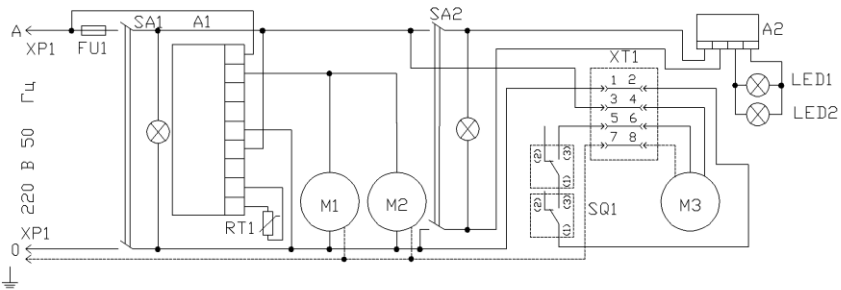 A
XP1
FU1
SA1
A1
SA2
A2
XT1
LED1
LED2
1 2
3 4
5 6
7 8
220 В 50 Гц
(2)
(3)
(1)
(2)
(3)
(1)
SQ1
M1
M2
M3
RT1
XP1
0